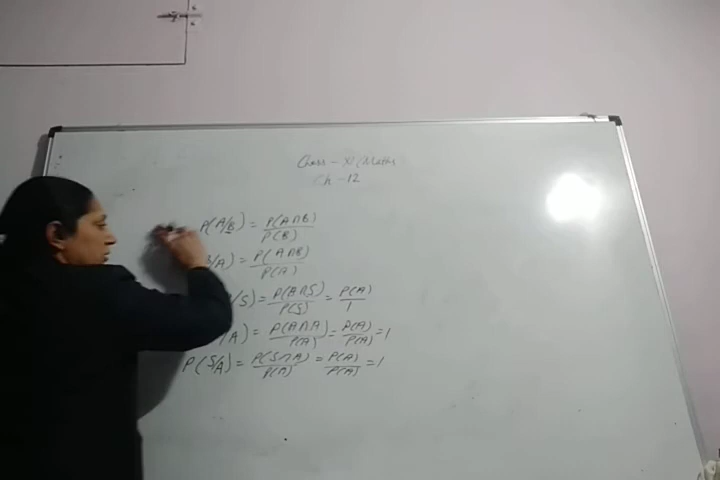 Class - XI Maths
Ch - 12
P(A/B) = P(A∩B)/P(B)
B/A) = P(A∩B)/P(A)
/S) = P(A∩S)/P(S) = P(A)/1
/A) = P(A∩A)/P(A) = P(A)/P(A) = 1
P(S/A) = P(S∩A)/P(A) = P(A)/P(A) = 1